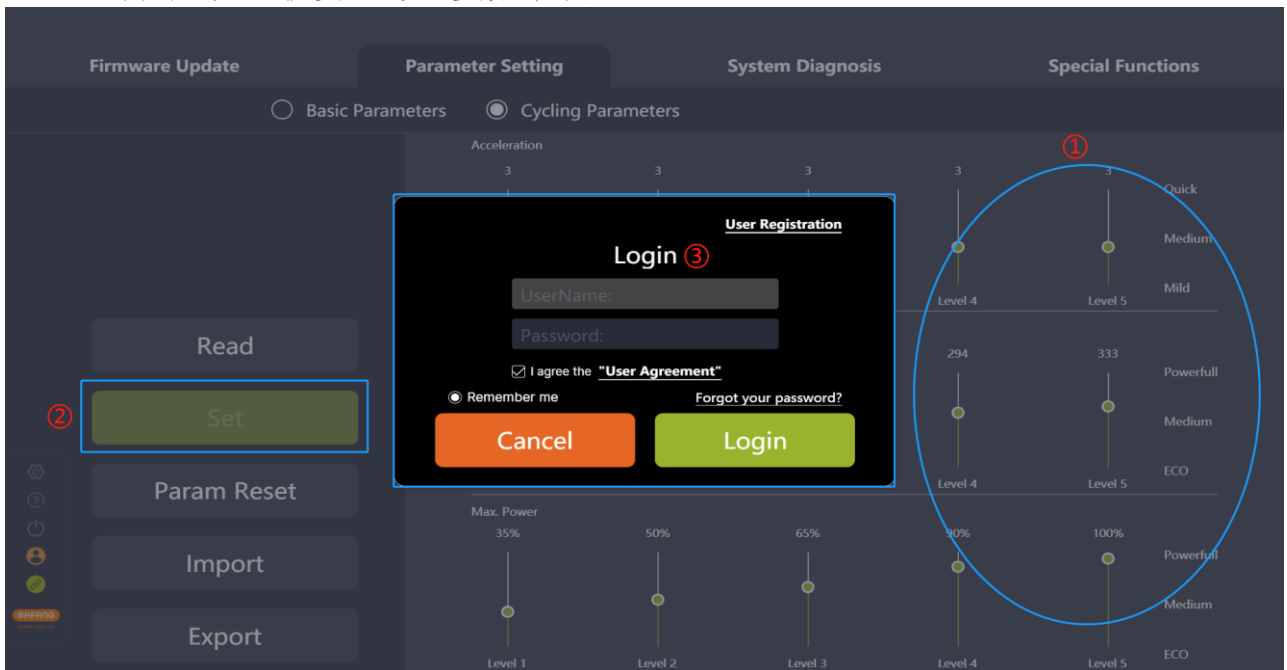 Firmware Update Parameter Setting System Diagnosis Special Functions
Basic Parameters Cycling Parameters
Acceleration
①
3 3 3 3 3
Quick
Medium
Mild
Level 4 Level 5
User Registration
Login ③
UserName:
Password:
I agree the "User Agreement"
Remember me Forgot your password?
Cancel Login
Read
② Set
Param Reset
Import
Export
294 333
Powerfull
Medium
ECO
Level 4 Level 5
Max. Power
35% 50% 65% 90% 100%
Powerfull
Medium
ECO
Level 1 Level 2 Level 3 Level 4 Level 5
BAFANG